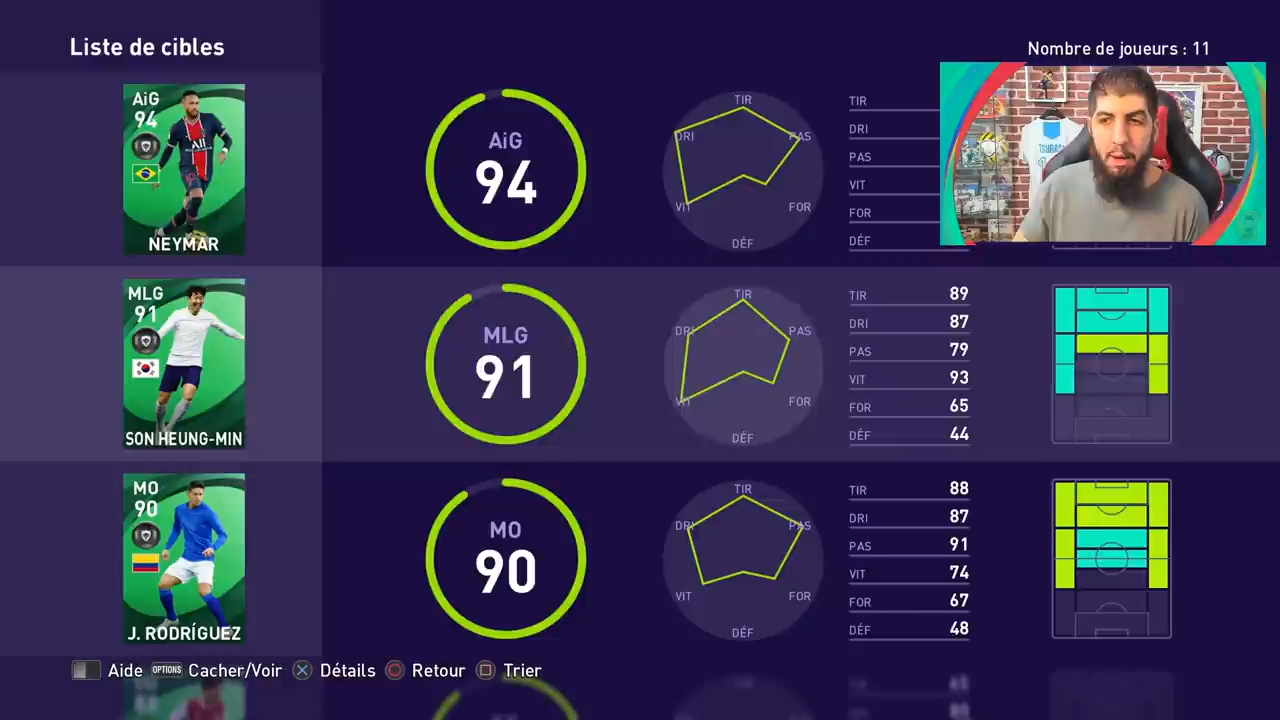 Liste de cibles
Nombre de joueurs : 11
AiG
94
NEYMAR
AiG
94
TIR
DRI
PAS
VIT
FOR
DÉF
TIR
DRI
PAS
VIT
FOR
DÉF
TSUBASA
MLG
91
SON HEUNG-MIN
MLG
91
TIR
DRI
PAS
VIT
FOR
DÉF
TIR 89
DRI 87
PAS 79
VIT 93
FOR 65
DÉF 44
MO
90
J. RODRÍGUEZ
MO
90
TIR
DRI
PAS
VIT
FOR
DÉF
TIR 88
DRI 87
PAS 91
VIT 74
FOR 67
DÉF 48
Aide OPTIONS Cacher/Voir Détails Retour Trier